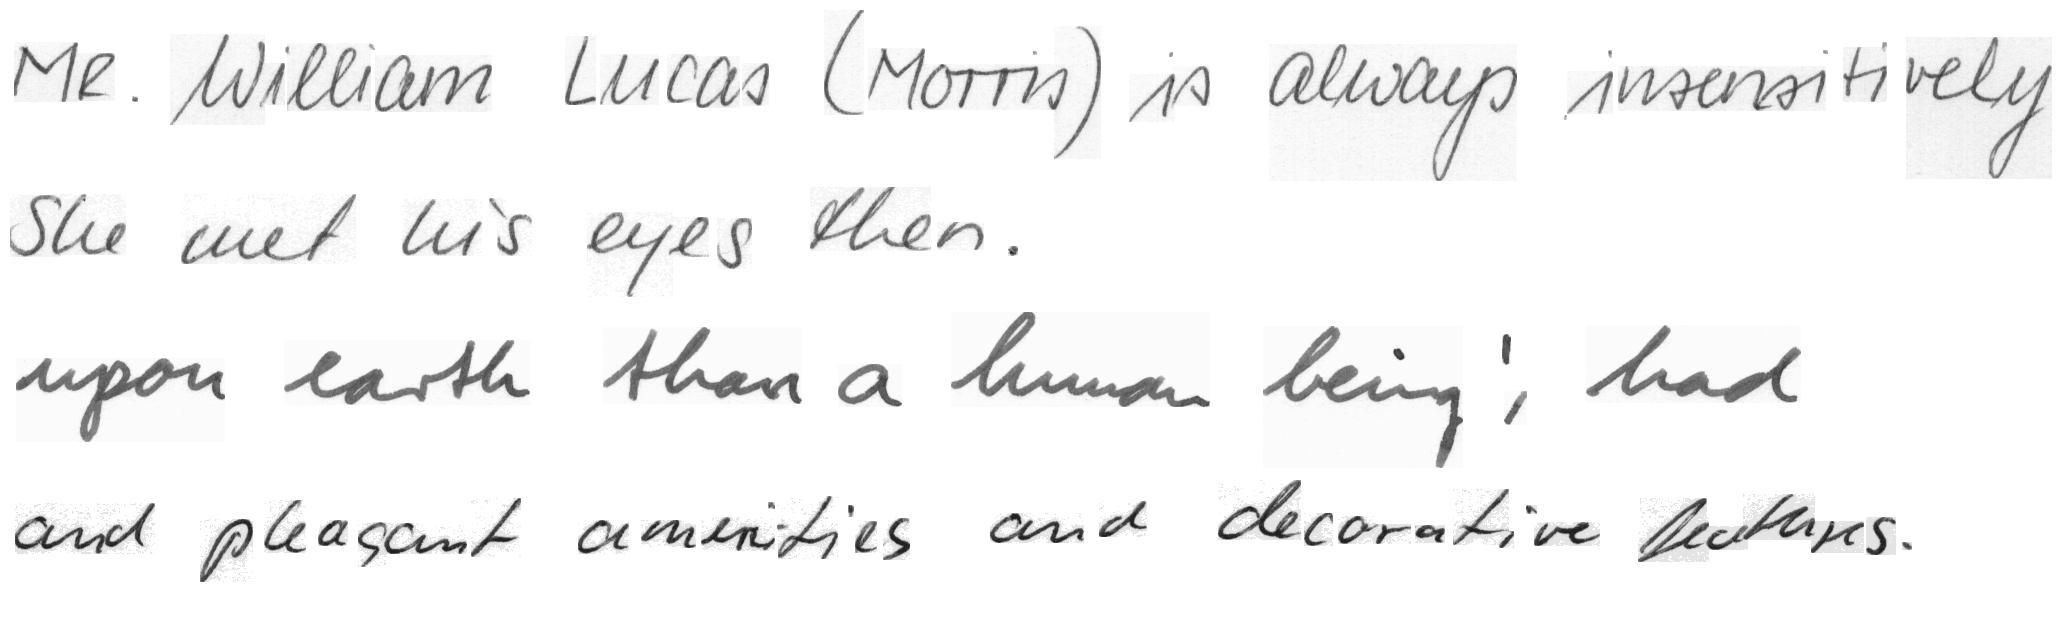 Mr. William Lucas (Morris) is always insensitively
She met his eyes then.
upon earth than a human being', had
and pleasant amenities and decorative features.